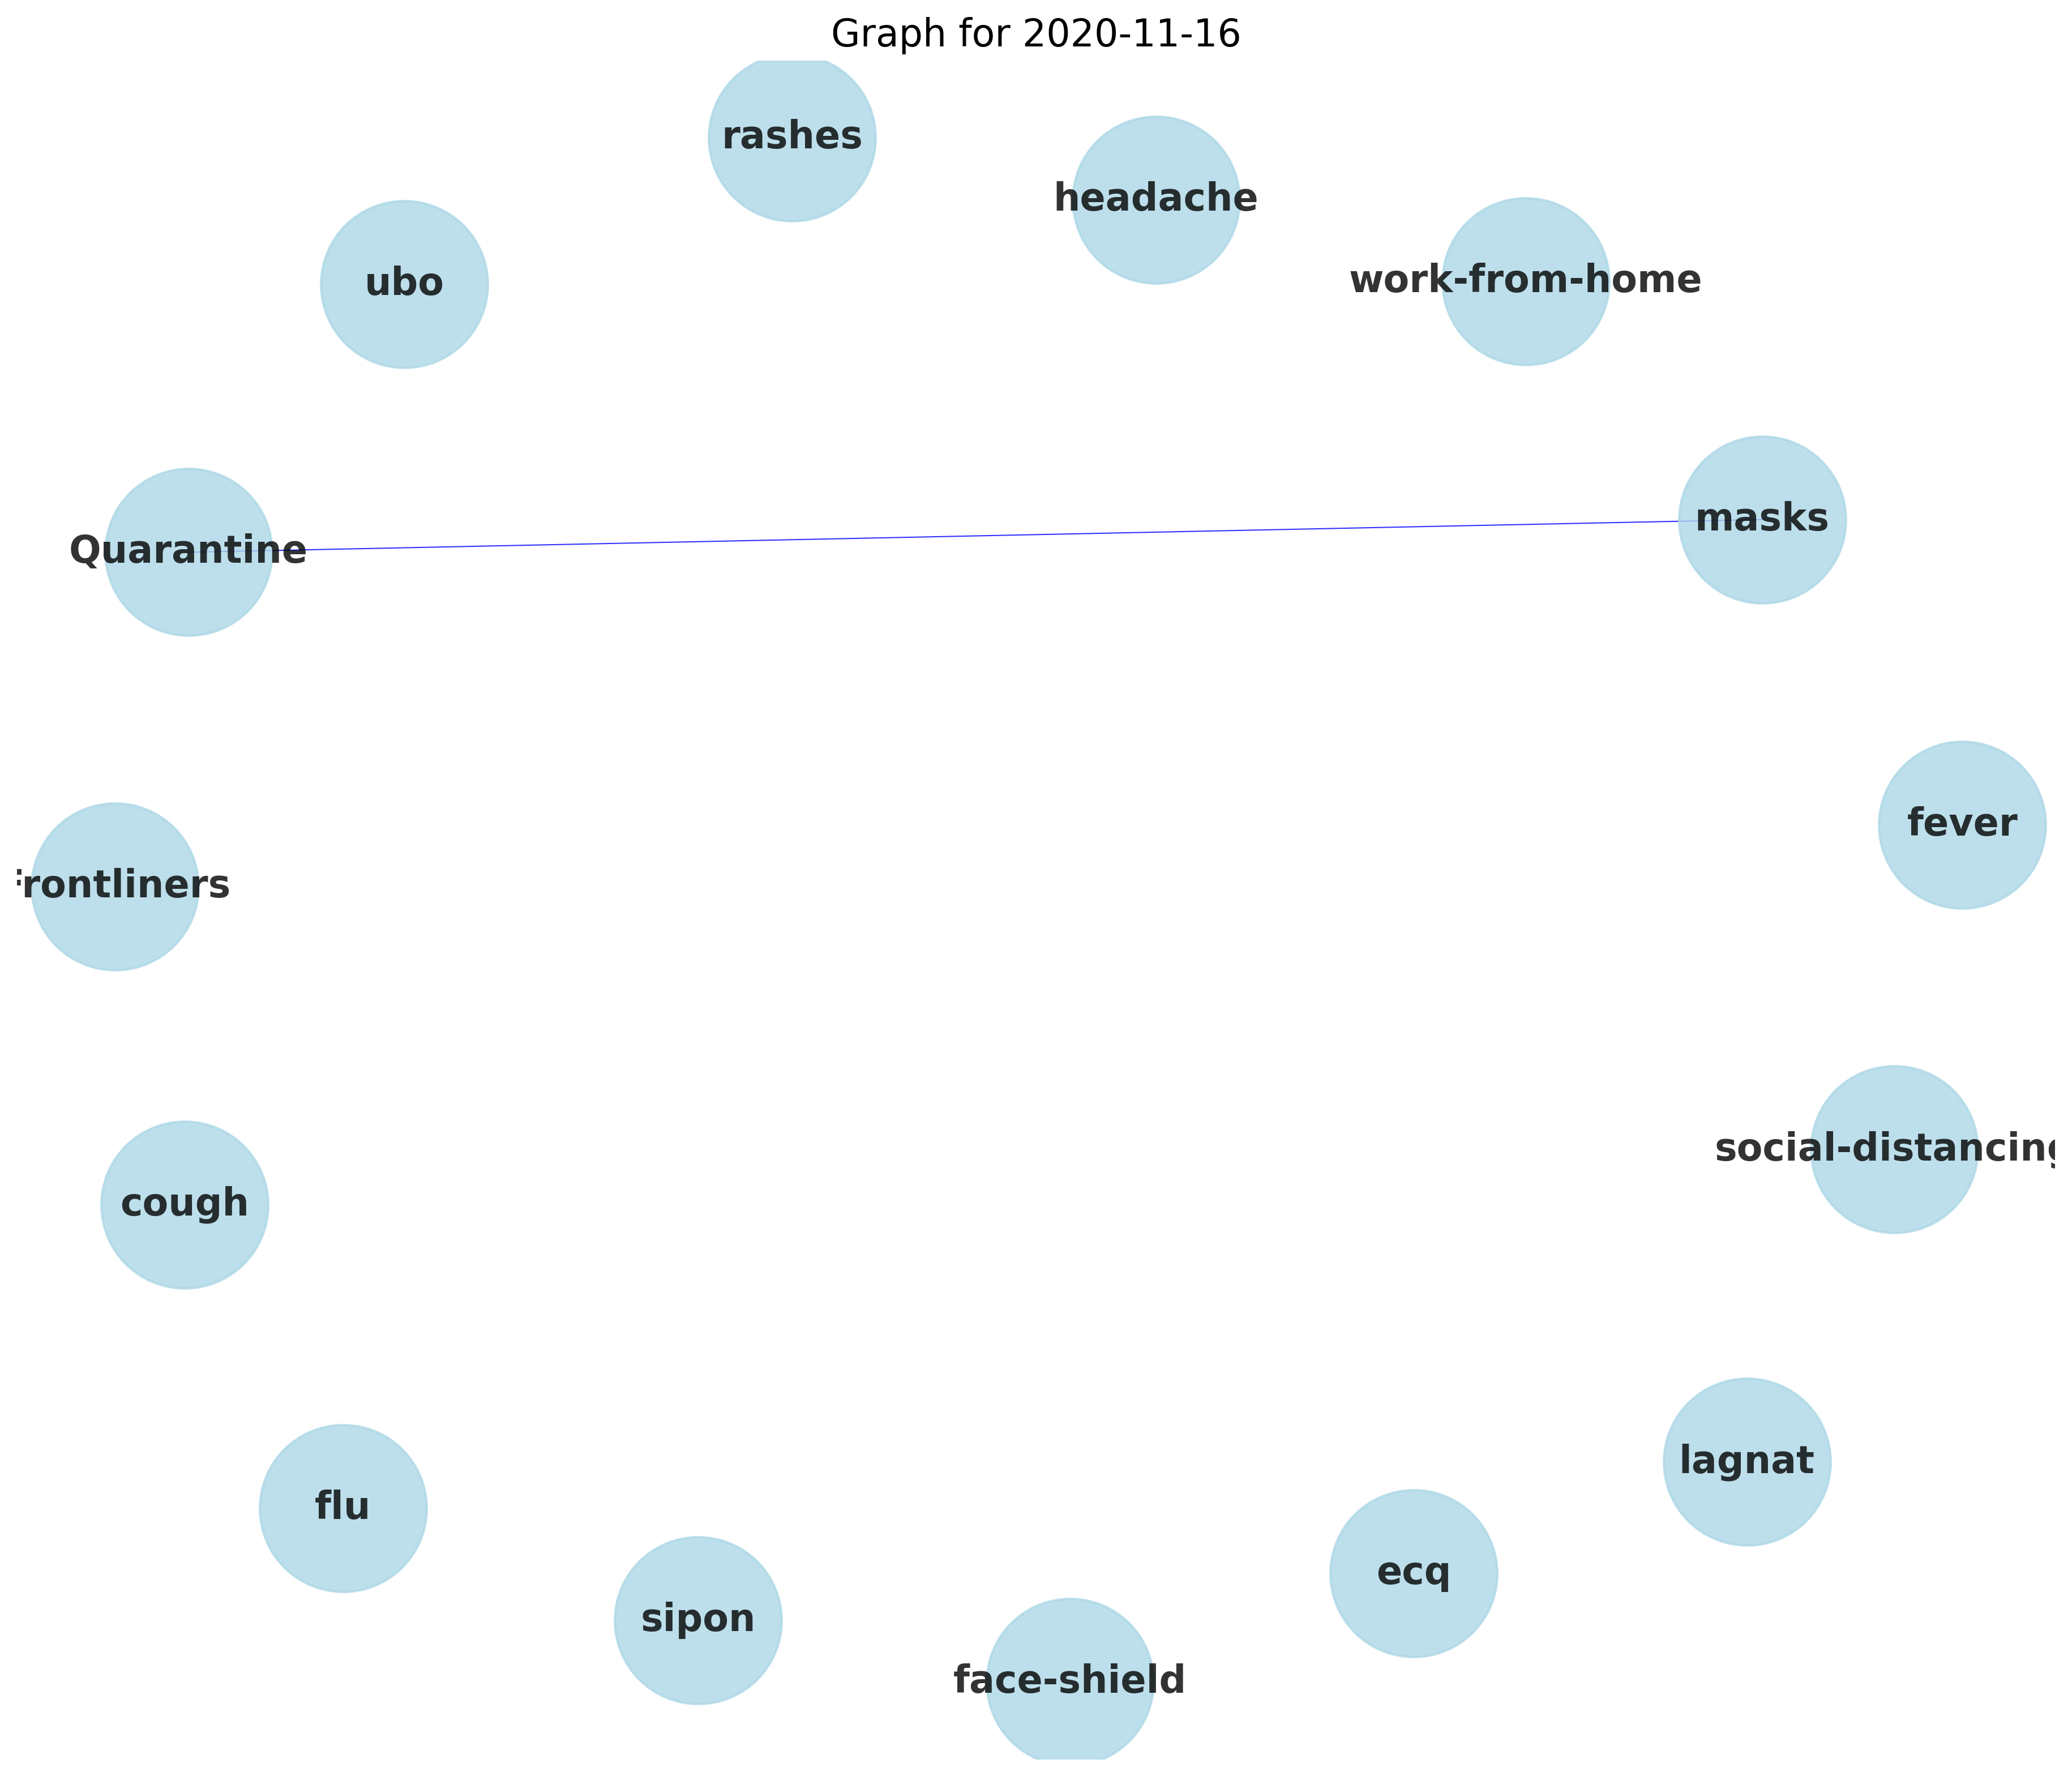 Graph for 2020-11-16
rashes
headache
work-from-home
ubo
masks
Quarantine
fever
frontliners
social-distancing
cough
lagnat
flu
ecq
sipon
face-shield